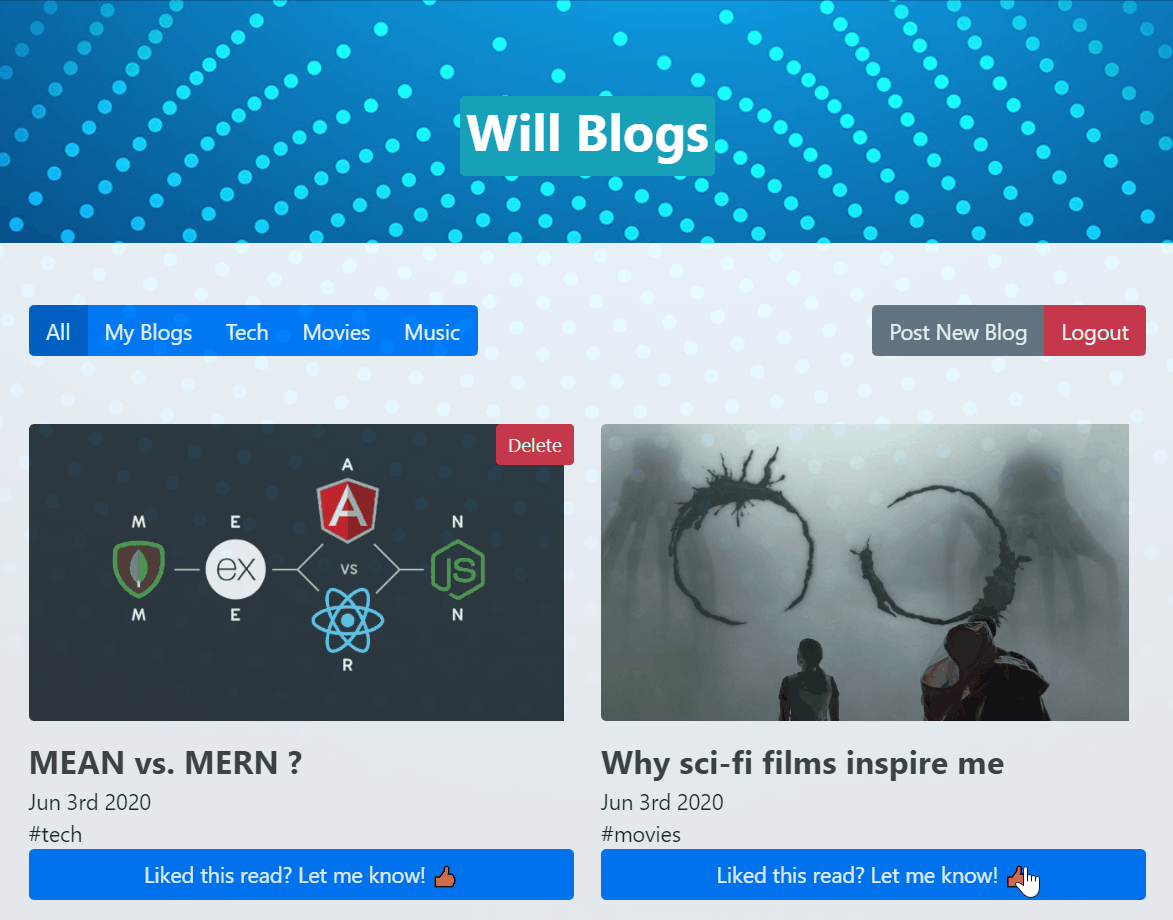 Will Blogs
All My Blogs Tech Movies Music Post New Blog Logout
Delete
A
M E N
ex VS JS
M E N
R
MEAN vs. MERN ? 
Jun 3rd 2020
#tech
Liked this read? Let me know! 👍
Why sci-fi films inspire me
Jun 3rd 2020
#movies
Liked this read? Let me know! 👍